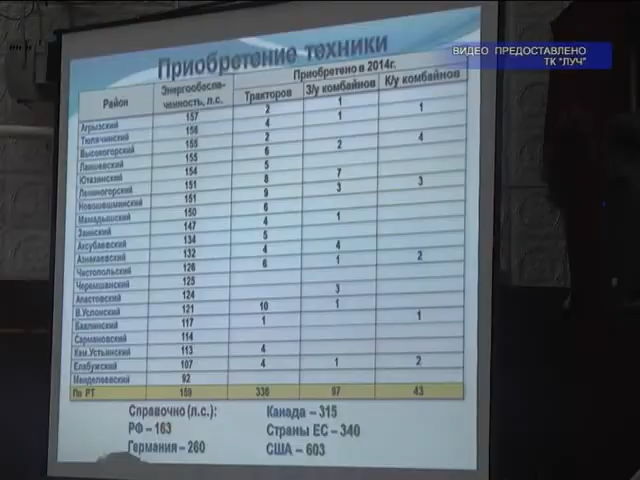 ВИДЕО ПРЕДОСТАВЛЕНО
ТК "ЛУЧ"
Приобретение техники
Район Энергообеспе-ченность, л.с. Приобретено в 2014г.
Тракторов З/у комбайнов К/у комбайнов
Агрызский 157 2 1
Тюлячинский 156 4 1 1
Высокогорский 155 2
Лаишевский 155 6 2 4
Ютазинский 154 5
Лениногорский 151 8 7
Новошешминский 151 9 3 3
Мамадышский 150 6
Заинский 147 4 1
Аксубаевский 134 5
Азнакаевский 132 4 4
Чистопольский 126 6 1 2
Черемшанский 125
Апастовский 124 3
В.Услонский 121 10 1
Бавлинский 117 1 1
Сармановский 114
Кам.Устьинский 113 4
Елабужский 107 4 1 2
Менделеевский 92
По РТ 159 336 97 43
Справочно (л.с.): Канада – 315
РФ – 163 Страны ЕС – 340
Германия – 260 США – 603